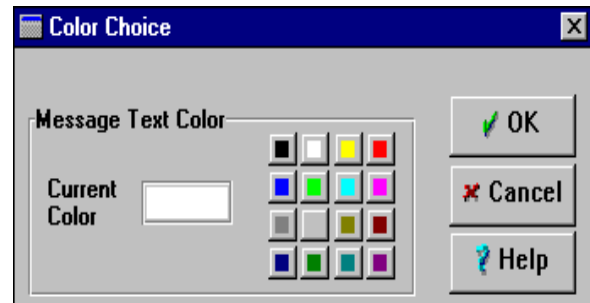 Color Choice
X
Message Text Color
Current
Color
OK
Cancel
Help